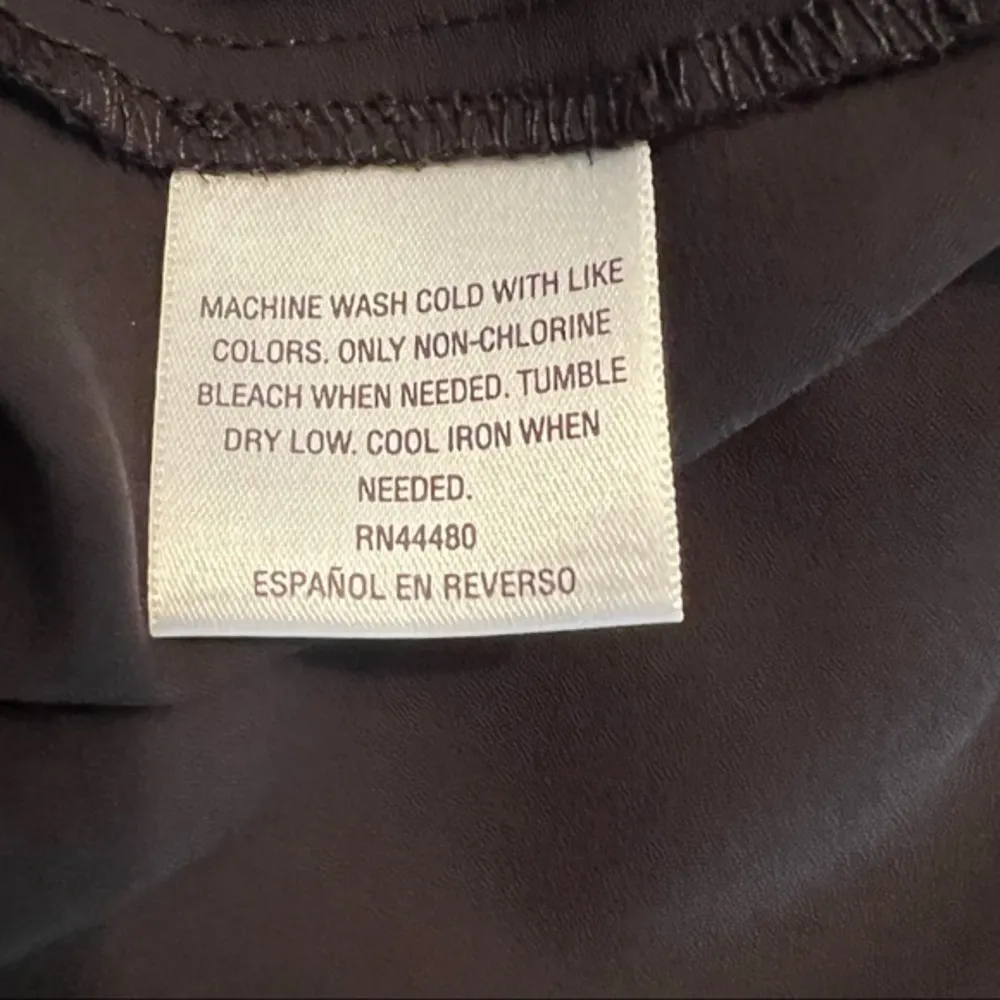 MACHINE WASH COLD WITH LIKE
COLORS. ONLY NON-CHLORINE
BLEACH WHEN NEEDED. TUMBLE
DRY LOW. COOL IRON WHEN
NEEDED.
RN44480
ESPAÑOL EN REVERSO